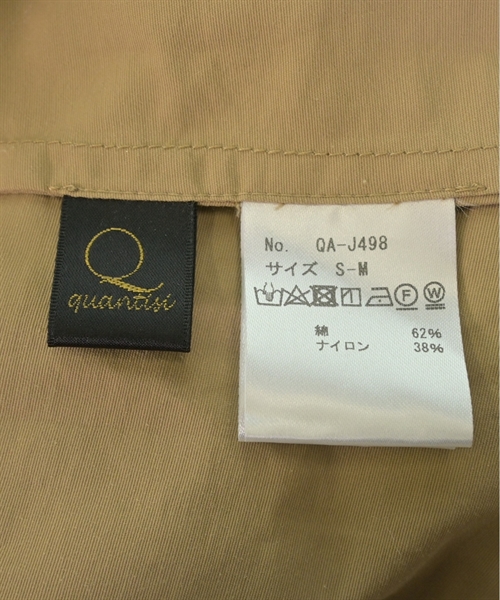 Q
quantisi
No. QA-J498
サイズ S-M
F W
綿 62%
ナイロン 38%